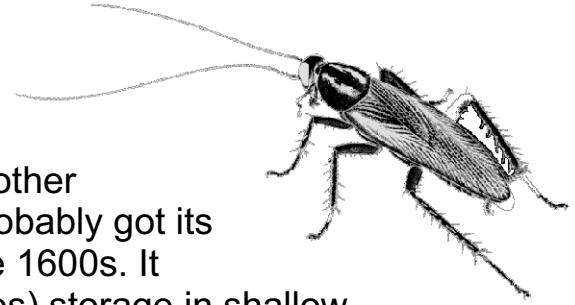 other
obably got its
e 1600s. It
es) storage in shallow